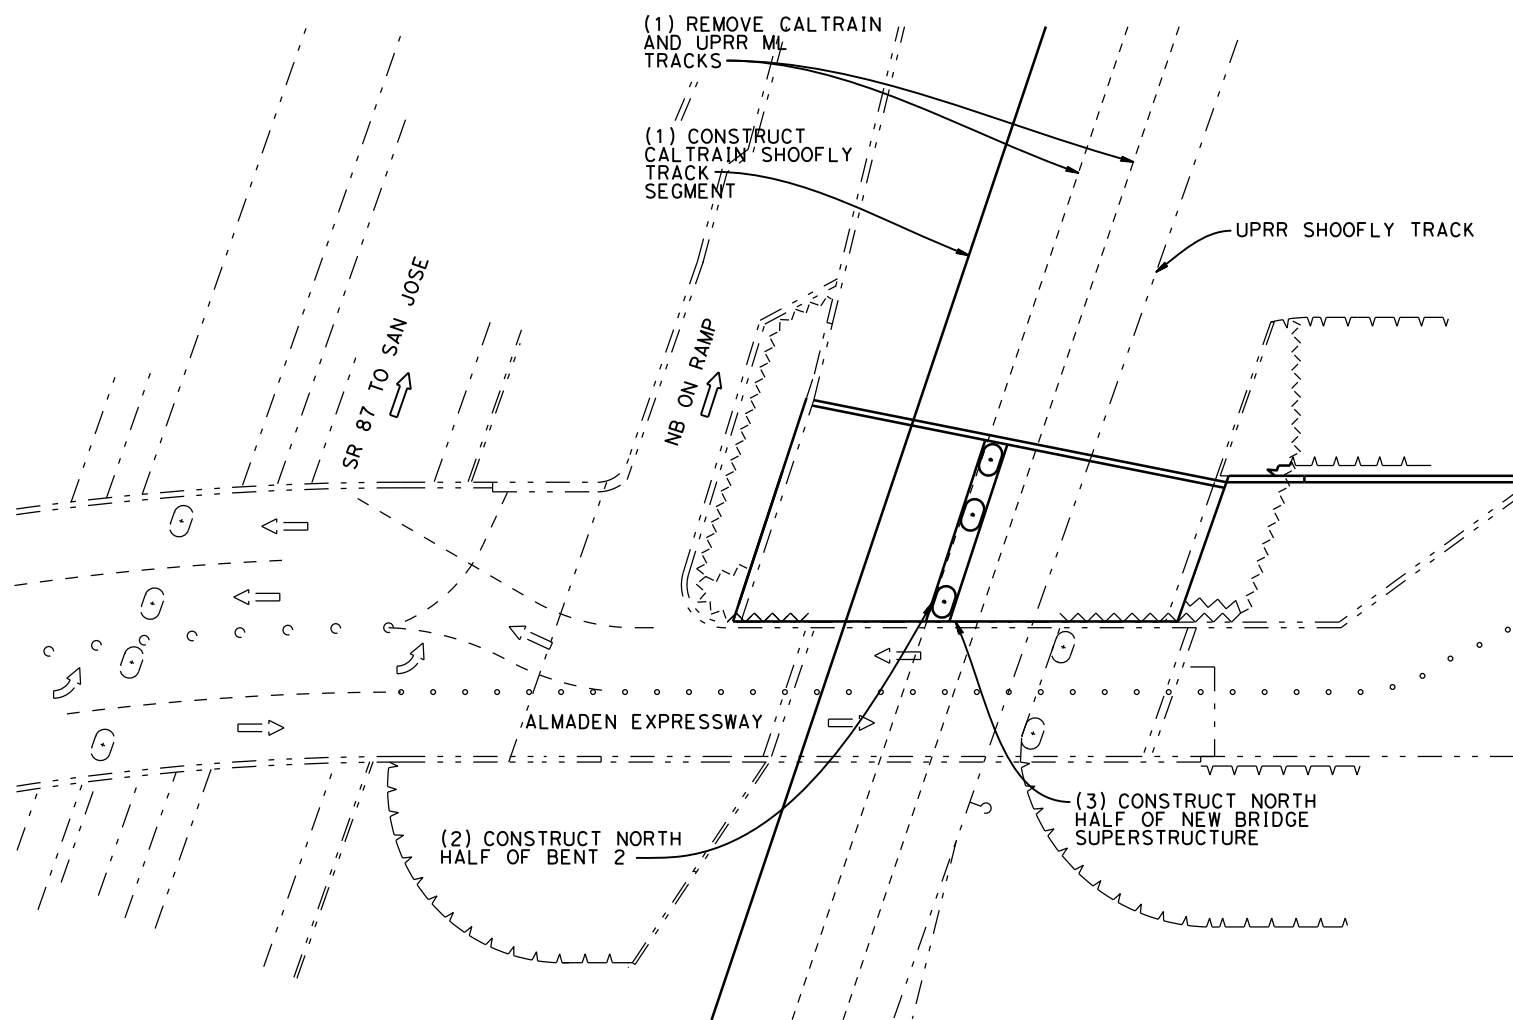 (1) REMOVE CALTRAIN
AND UPRR ML
TRACKS
(1) CONSTRUCT
CALTRAIN SHOOFLY
TRACK
SEGMENT
UPRR SHOOFLY TRACK
SR 87 TO SAN JOSE
NB ON RAMP
ALMADEN EXPRESSWAY
(2) CONSTRUCT NORTH
HALF OF BENT 2
(3) CONSTRUCT NORTH
HALF OF NEW BRIDGE
SUPERSTRUCTURE